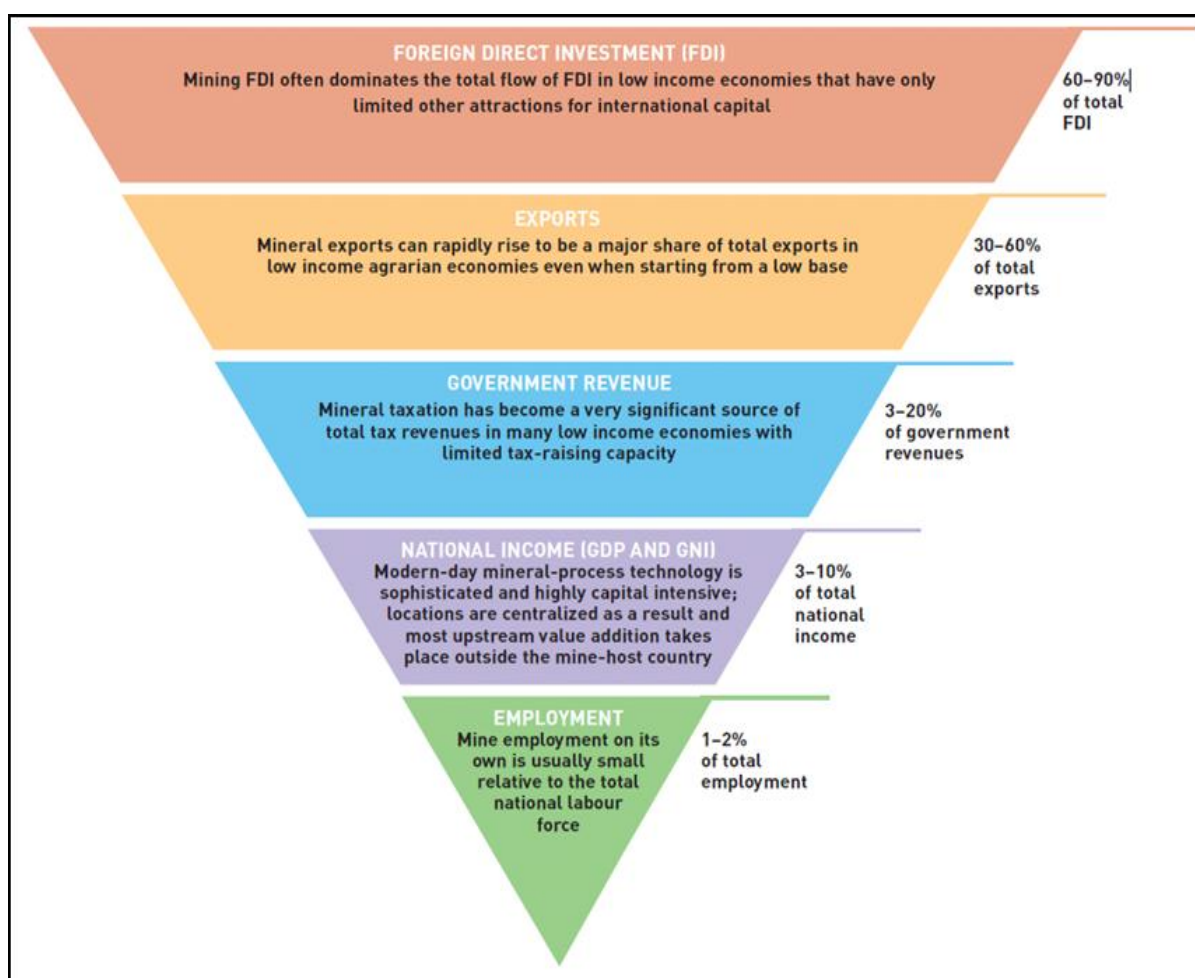 FOREIGN DIRECT INVESTMENT (FDI)
Mining FDI often dominates the total flow of FDI in low income economies that have only
limited other attractions for international capital
60–90%
of total
FDI
EXPORTS
Mineral exports can rapidly rise to be a major share of total exports in
low income agrarian economies even when starting from a low base
30–60%
of total
exports
GOVERNMENT REVENUE
Mineral taxation has become a very significant source of
total tax revenues in many low income economies with
limited tax-raising capacity
3–20%
of government
revenues
NATIONAL INCOME (GDP AND GNI)
Modern-day mineral-process technology is
sophisticated and highly capital intensive;
locations are centralized as a result and
most upstream value addition takes
place outside the mine-host country
3–10%
of total
national
income
EMPLOYMENT
Mine employment on its
own is usually small
relative to the total
national labour
force
1–2%
of total
employment